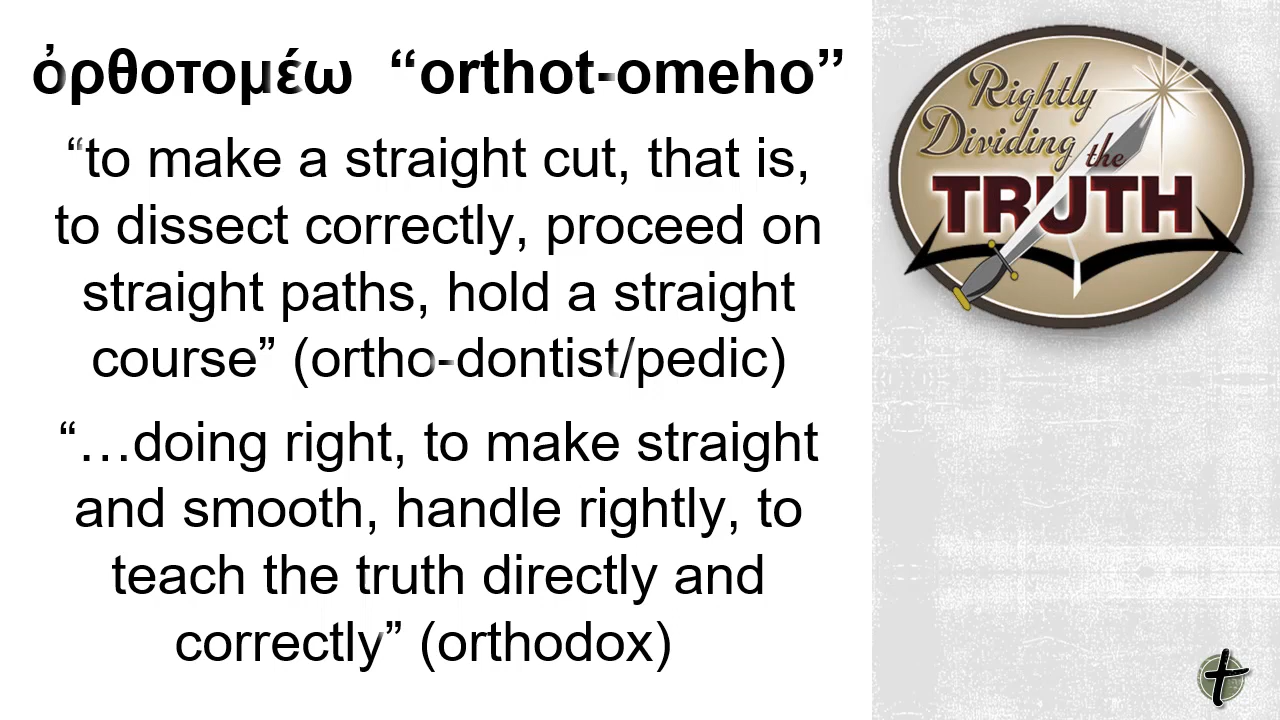 ὀρθοτομέω “orthot-omeho”
“to make a straight cut, that is,
to dissect correctly, proceed on
straight paths, hold a straight
course” (ortho-dontist/pedic)
“…doing right, to make straight
and smooth, handle rightly, to
teach the truth directly and
correctly” (orthodox)
Rightly
Dividing the
TRUTH